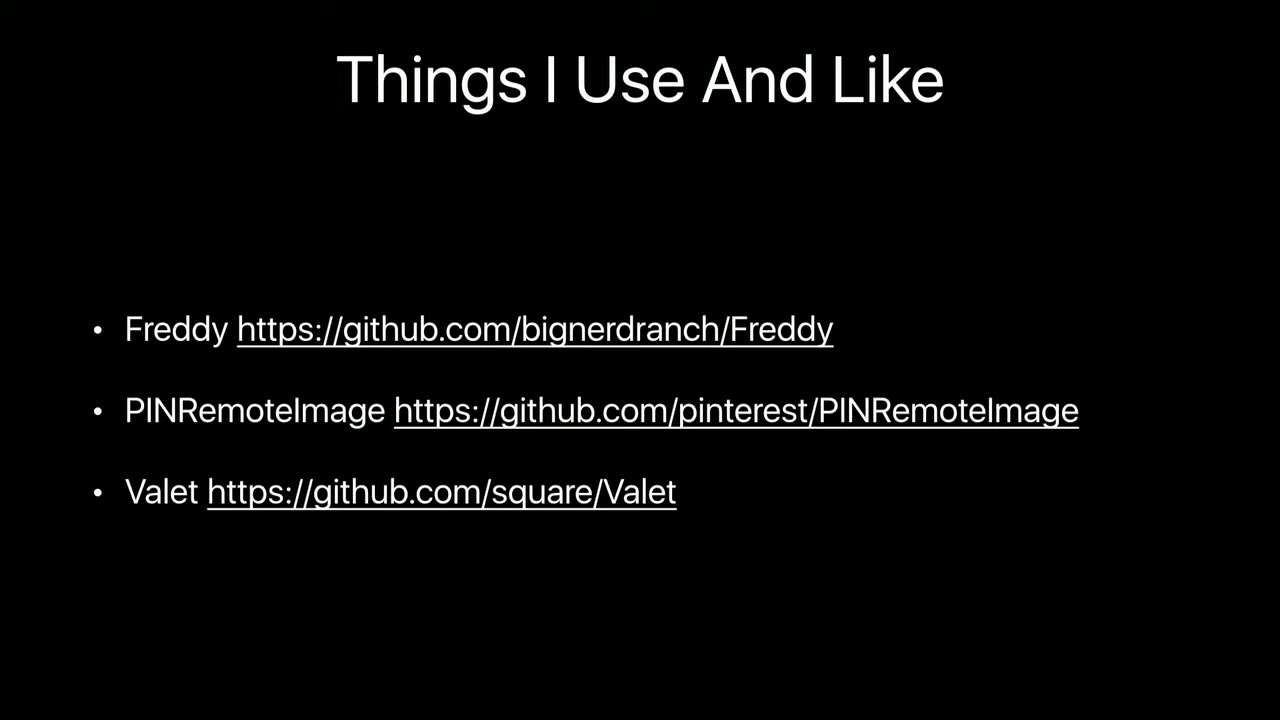 Things I Use And Like
• Freddy https://github.com/bignerdranch/Freddy
• PINRemoteImage https://github.com/pinterest/PINRemoteImage
• Valet https://github.com/square/Valet